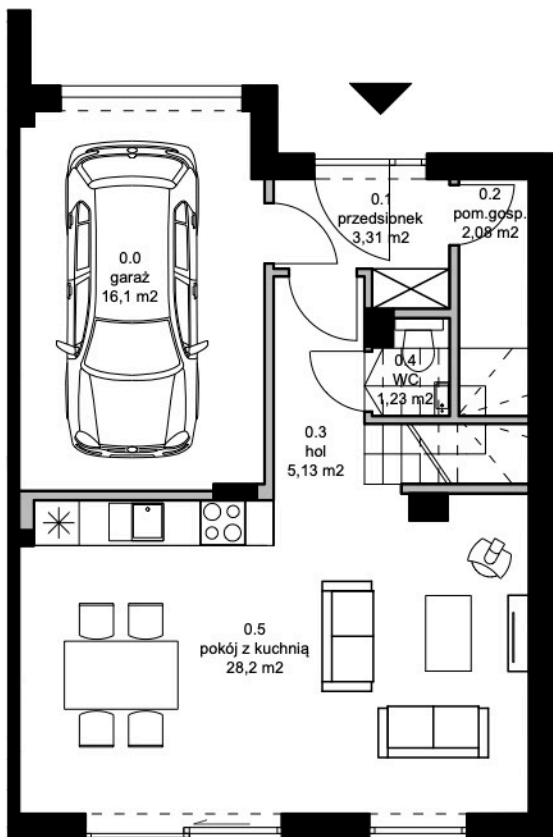 0.1
przedsionek
3,31 m2
0.2
pom.gosp.
2,08 m2
0.0
garaż
16,1 m2
0.4
WC
1,23 m2
0.3
hol
5,13 m2
0.5
pokój z kuchnią
28,2 m2